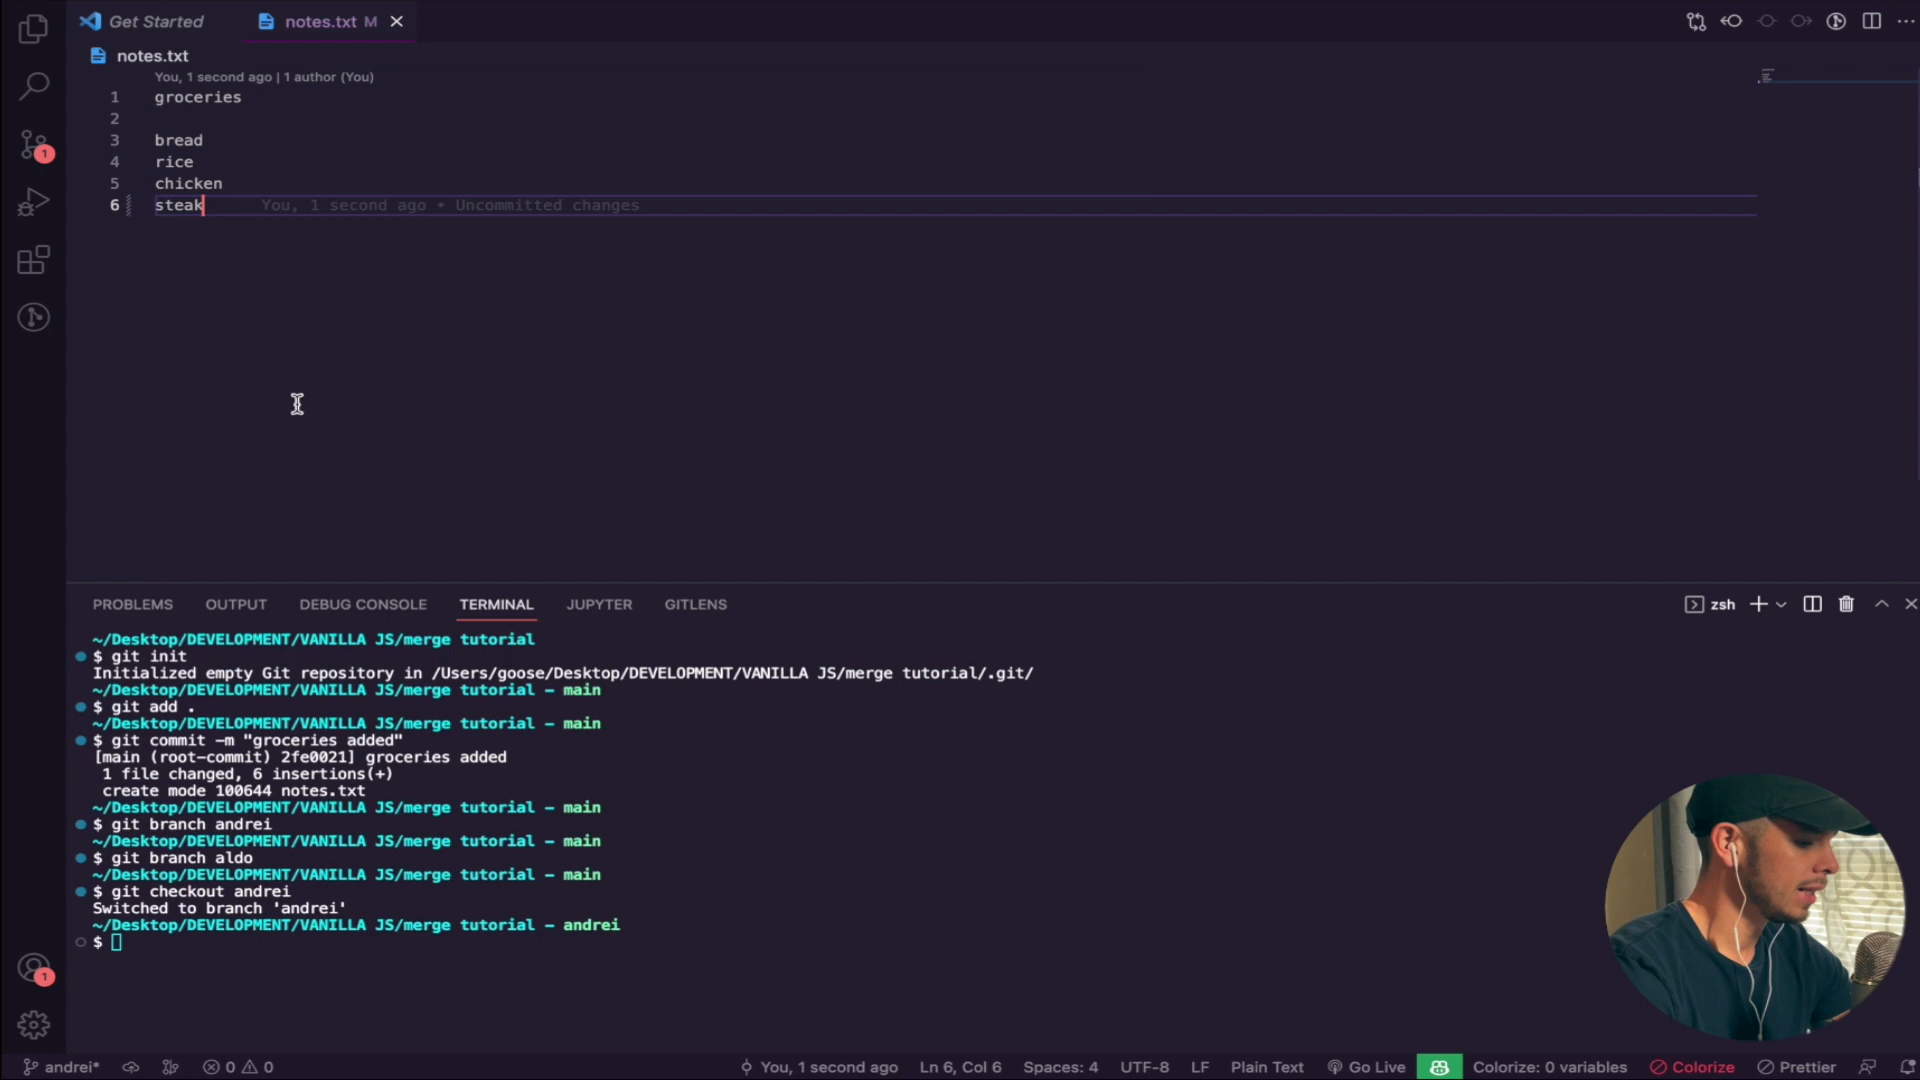 Get Started
notes.txt M
notes.txt
You, 1 second ago | 1 author (You)
1 groceries
2
3 bread
4 rice
5 chicken
6 steak You, 1 second ago • Uncommitted changes
1
PROBLEMS OUTPUT DEBUG CONSOLE TERMINAL JUPYTER GITLENS
zsh
~/Desktop/DEVELOPMENT/VANILLA JS/merge tutorial
$ git init
Initialized empty Git repository in /Users/goose/Desktop/DEVELOPMENT/VANILLA JS/merge tutorial/.git/
~/Desktop/DEVELOPMENT/VANILLA JS/merge tutorial – main
$ git add .
~/Desktop/DEVELOPMENT/VANILLA JS/merge tutorial – main
$ git commit -m "groceries added"
[main (root-commit) 2fe0021] groceries added
1 file changed, 6 insertions(+)
create mode 100644 notes.txt
~/Desktop/DEVELOPMENT/VANILLA JS/merge tutorial – main
$ git branch andrei
~/Desktop/DEVELOPMENT/VANILLA JS/merge tutorial – main
$ git branch aldo
~/Desktop/DEVELOPMENT/VANILLA JS/merge tutorial – main
$ git checkout andrei
Switched to branch 'andrei'
~/Desktop/DEVELOPMENT/VANILLA JS/merge tutorial – andrei
$
1
andrei* 0 0 You, 1 second ago Ln 6, Col 6 Spaces: 4 UTF-8 LF Plain Text Go Live Colorize: 0 variables Colorize Prettier